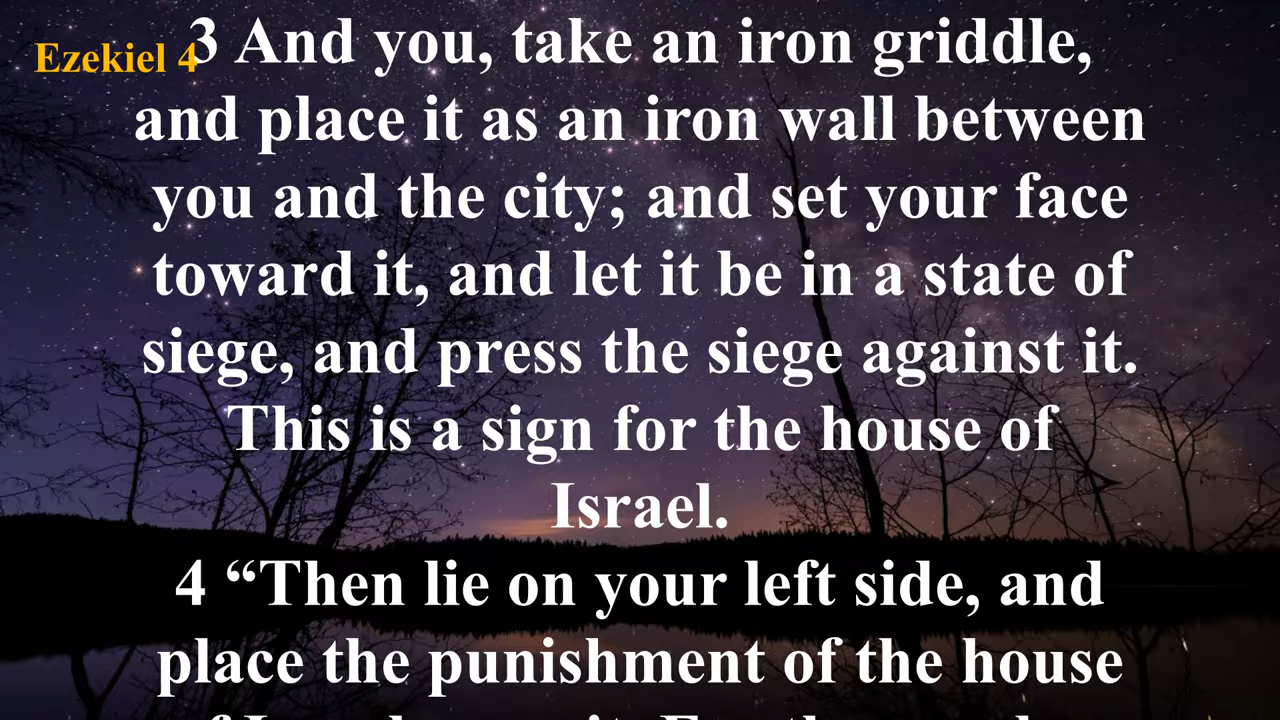 Ezekiel 4
3 And you, take an iron griddle,
and place it as an iron wall between
you and the city; and set your face
toward it, and let it be in a state of
siege, and press the siege against it.
This is a sign for the house of
Israel.
4 “Then lie on your left side, and
place the punishment of the house